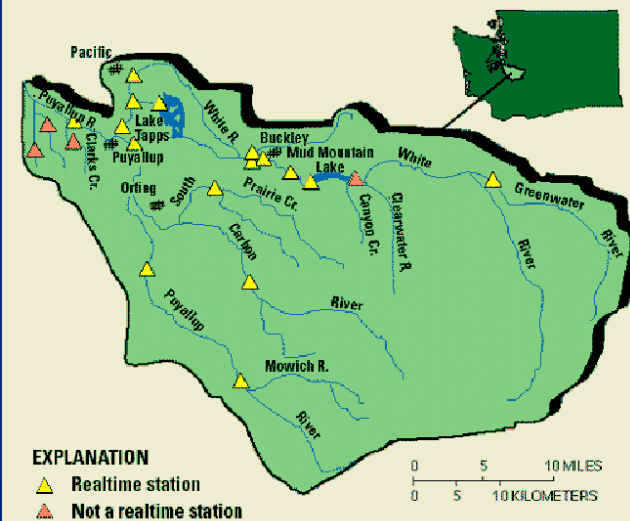 Pacific
Puyallup R.
Lake
Tapps
White R.
Clarks Cr.
Puyallup
Buckley
Mud Mountain
Lake
White
Greenwater
River
Orting
South
Prairie Cr.
Canyon Cr.
Clearwater R.
River
Carbon
River
Puyallup
Mowich R.
River
EXPLANATION
Realtime station
Not a realtime station
0 5 10 MILES
0 5 10 KILOMETERS